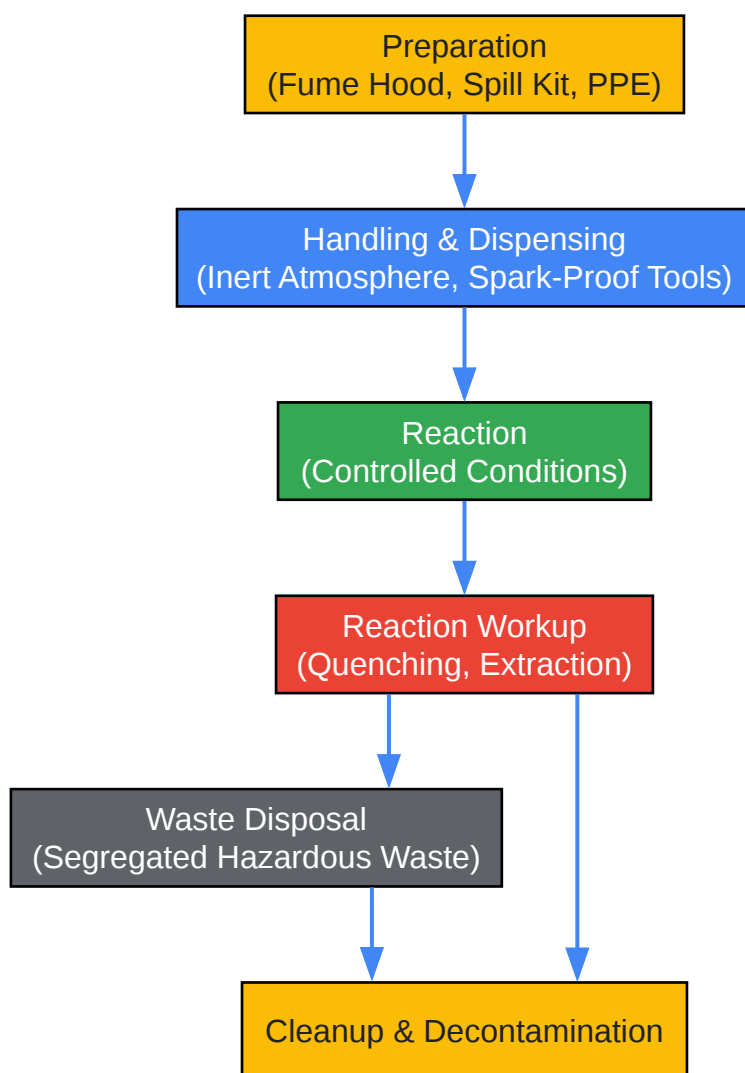 Preparation
(Fume Hood, Spill Kit, PPE)
Handling & Dispensing
(Inert Atmosphere, Spark-Proof Tools)
Reaction
(Controlled Conditions)
Reaction Workup
(Quenching, Extraction)
Waste Disposal
(Segregated Hazardous Waste)
Cleanup & Decontamination